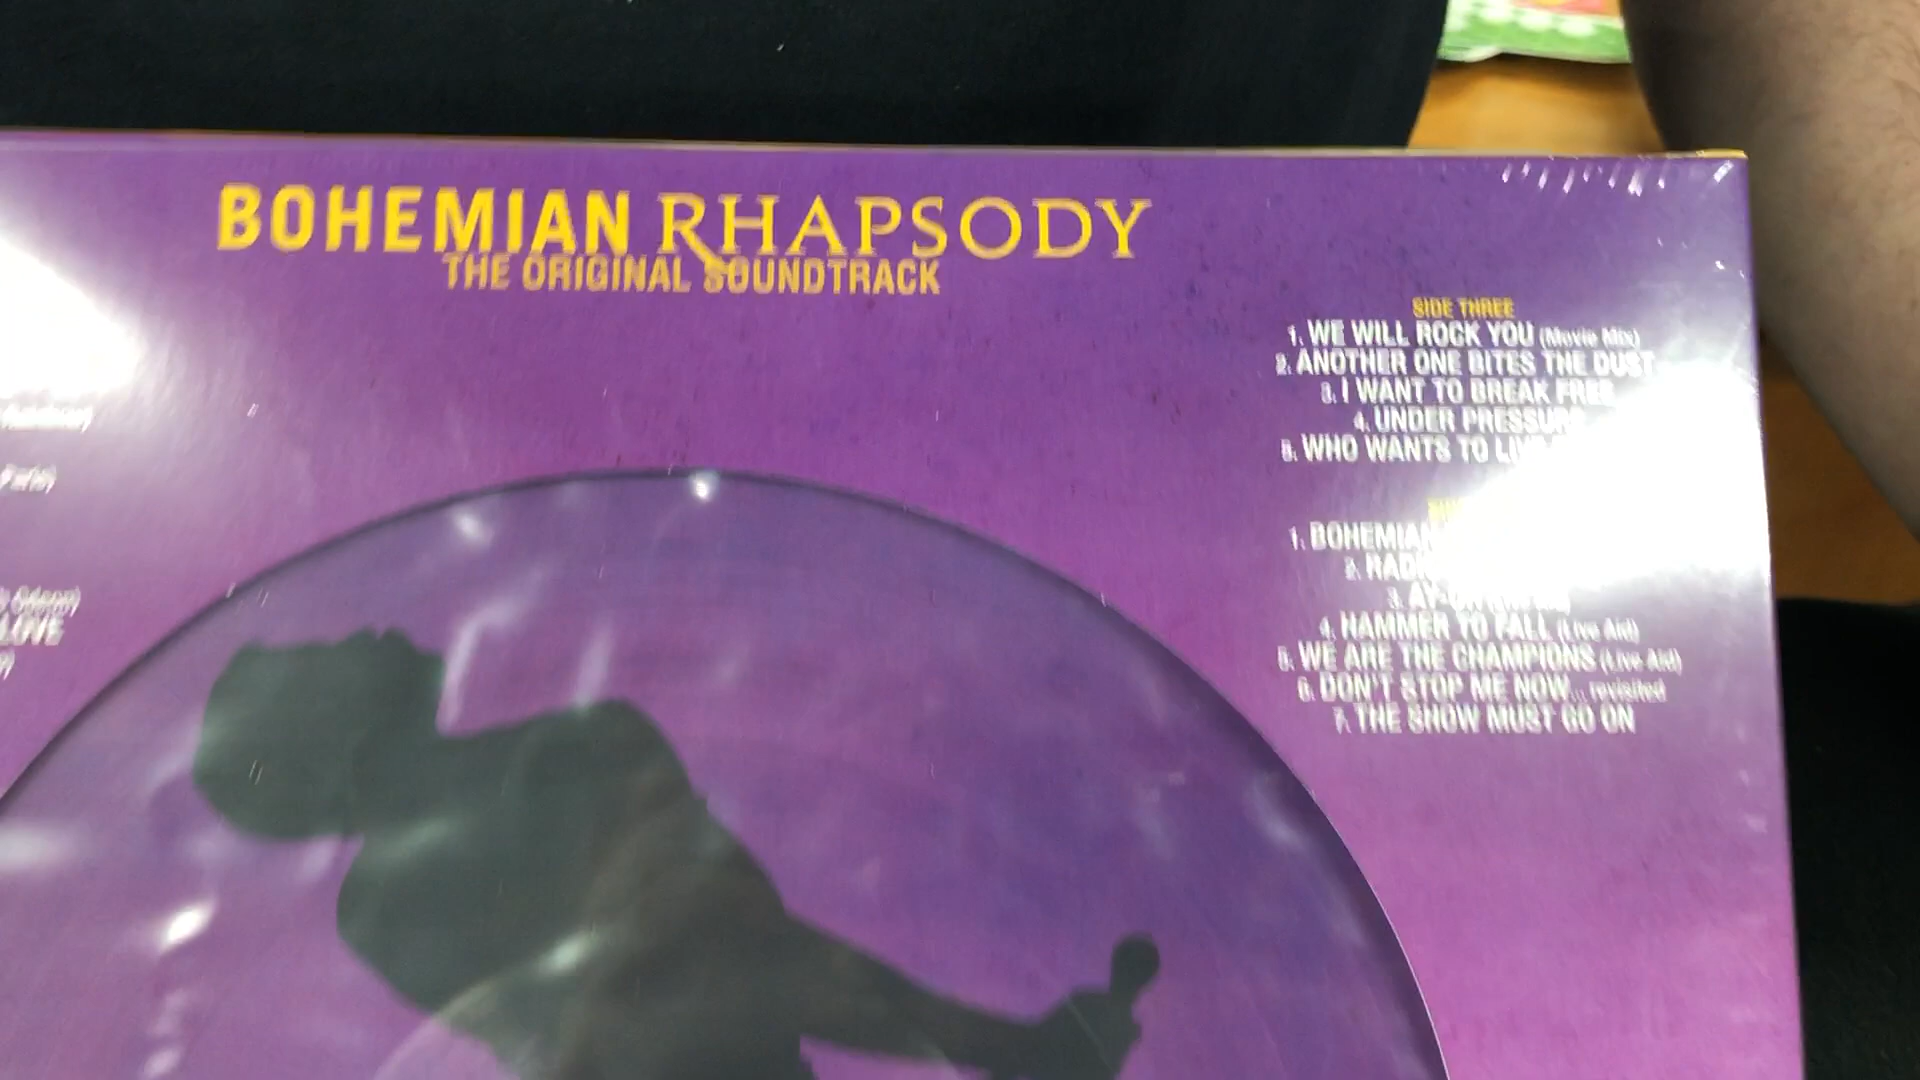 BOHEMIAN RHAPSODY
THE ORIGINAL SOUNDTRACK
LOVE
SIDE THREE
1. WE WILL ROCK YOU (Movie Mix)
2. ANOTHER ONE BITES THE DUST
3. I WANT TO BREAK FREE
4. UNDER PRESSURE
5. WHO WANTS TO
1. BOHEMIAN
2.
3.
4. HAMMER TO FALL (Live Aid)
5. WE ARE THE CHAMPIONS (Live Aid)
6. DON'T STOP ME NOW... revisited
7. THE SHOW MUST GO ON